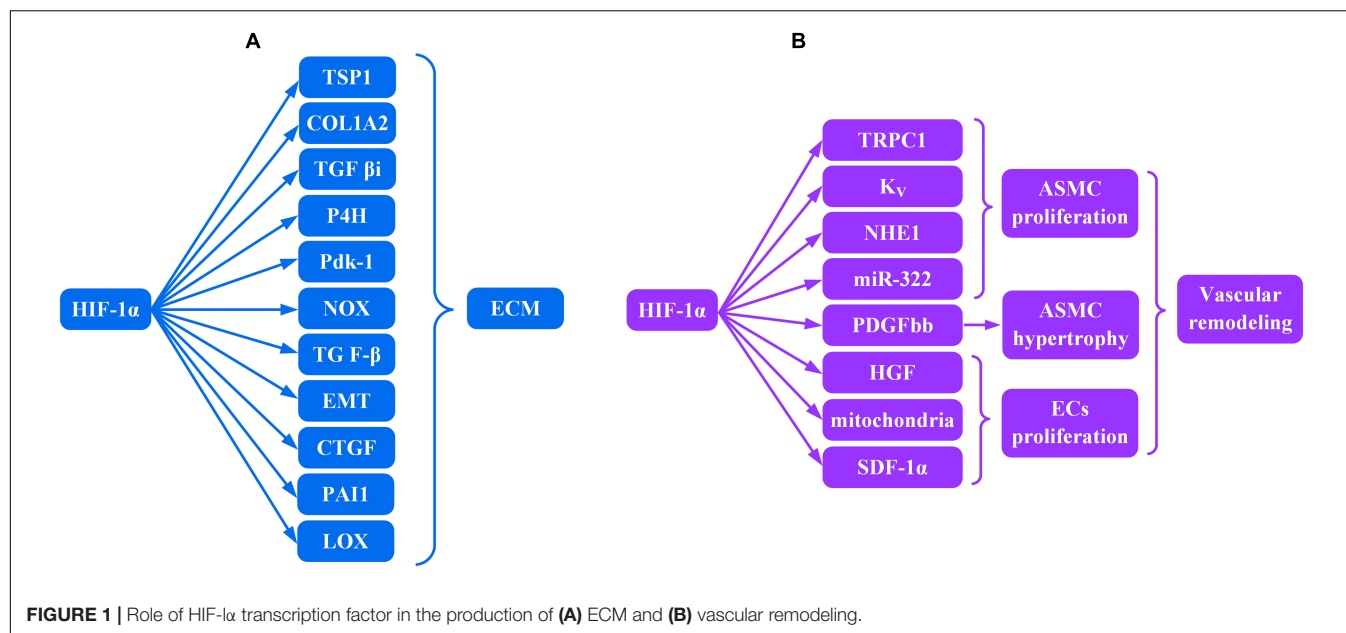 A
TSP1
COL1A2
TGF βi
P4H
Pdk-1
HIF-1α
NOX
ECM
TG F-β
EMT
CTGF
PAI1
LOX
B
TRPC1
KV
NHE1
miR-322
HIF-1α
PDGFbb
HGF
mitochondria
SDF-1α
ASMC
proliferation
ASMC
hypertrophy
ECs
proliferation
Vascular
remodeling
FIGURE 1 | Role of HIF-lα transcription factor in the production of (A) ECM and (B) vascular remodeling.